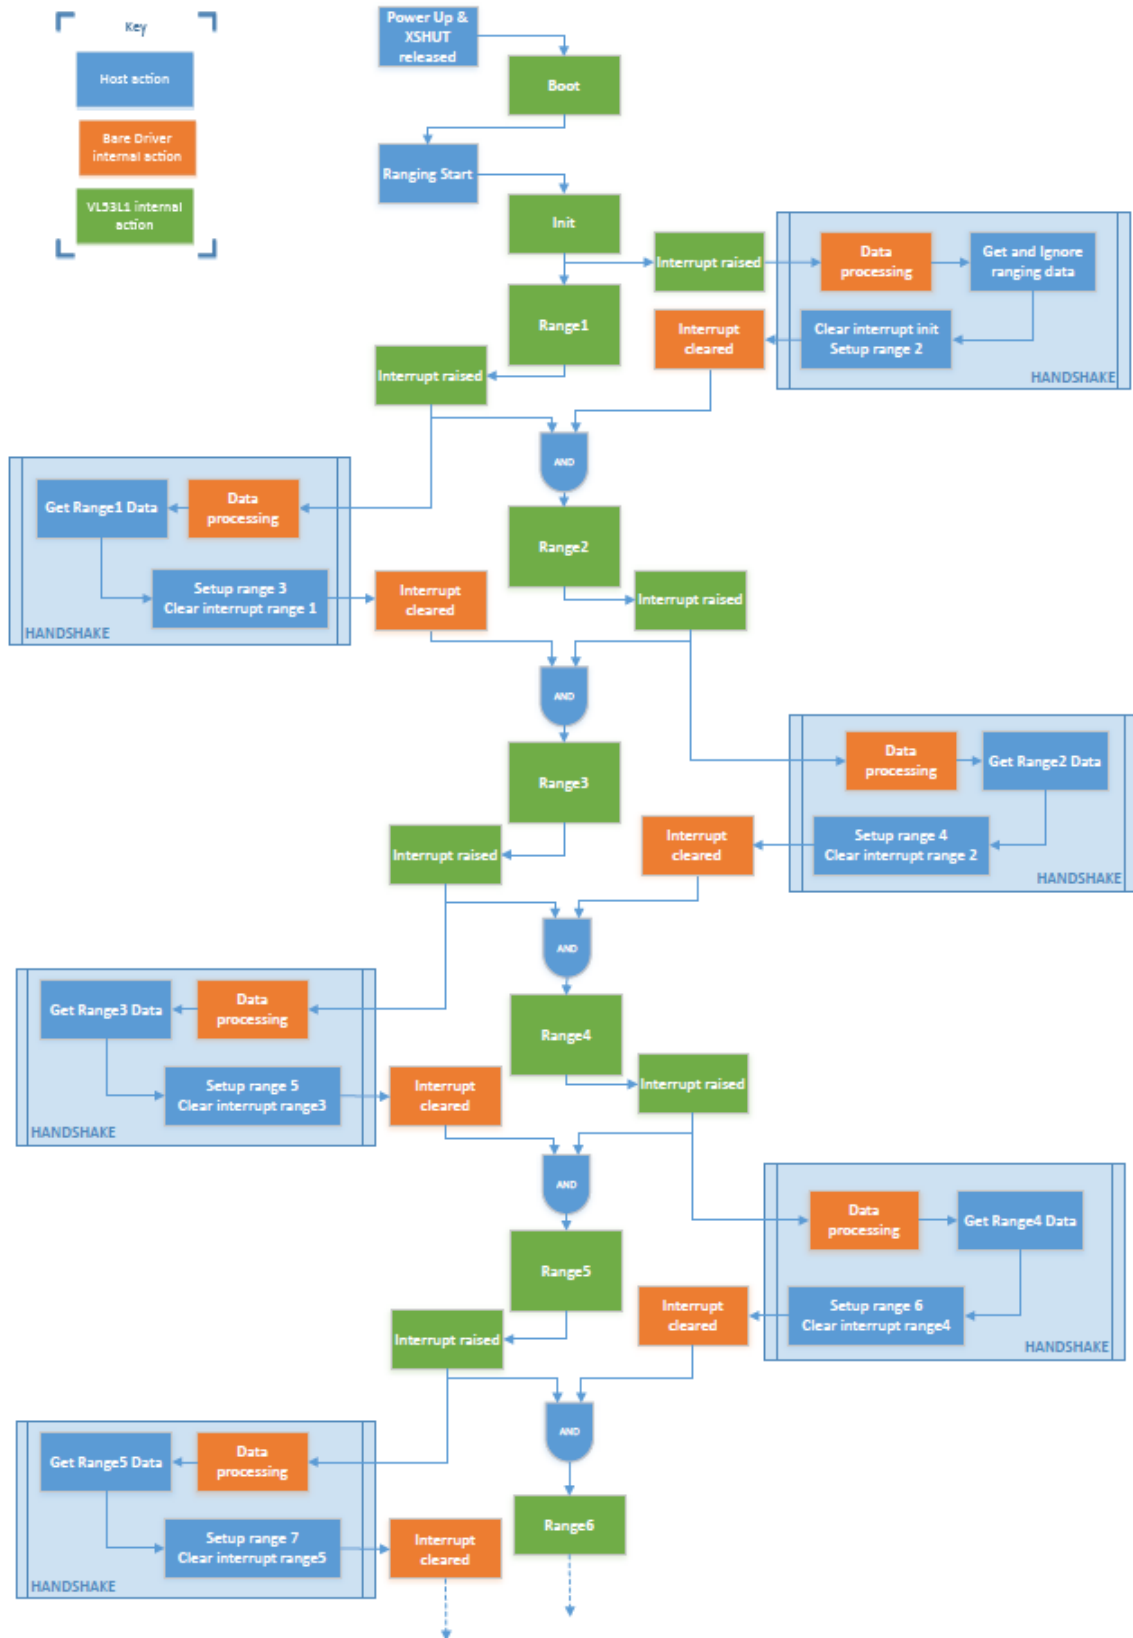 Key
Host action
Bare Driver
internal action
VL53L1 internal
action
Power Up &
XSHUT
released
Boot
Ranging Start
Init
Interrupt raised
Data
processing
Get and Ignore
ranging data
Range1
Interrupt
cleared
Clear interrupt init
Setup range 2
HANDSHAKE
Interrupt raised
AND
Get Range1 Data
Data
processing
Range2
Setup range 3
Clear interrupt range 1
HANDSHAKE
Interrupt
cleared
Interrupt raised
AND
Range3
Data
processing
Get Range2 Data
Interrupt raised
Interrupt
cleared
Setup range 4
Clear interrupt range 2
HANDSHAKE
AND
Get Range3 Data
Data
processing
Range4
Setup range 5
Clear interrupt range3
HANDSHAKE
Interrupt
cleared
Interrupt raised
AND
Data
processing
Get Range4 Data
Range5
Interrupt raised
Interrupt
cleared
Setup range 6
Clear interrupt range4
HANDSHAKE
AND
Get Range5 Data
Data
processing
Range6
Setup range 7
Clear interrupt range5
HANDSHAKE
Interrupt
cleared